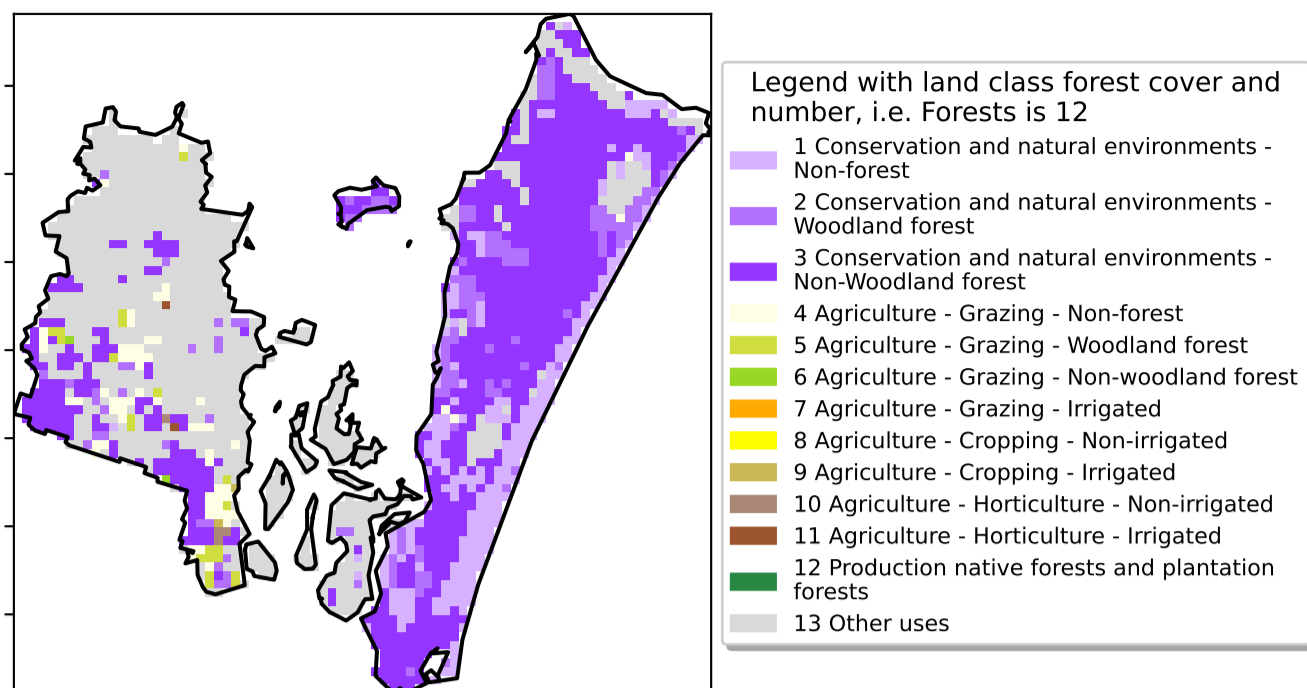 Legend with land class forest cover and
number, i.e. Forests is 12
1 Conservation and natural environments -
Non-forest
2 Conservation and natural environments -
Woodland forest
3 Conservation and natural environments -
Non-Woodland forest
4 Agriculture - Grazing - Non-forest
5 Agriculture - Grazing - Woodland forest
6 Agriculture - Grazing - Non-woodland forest
7 Agriculture - Grazing - Irrigated
8 Agriculture - Cropping - Non-irrigated
9 Agriculture - Cropping - Irrigated
10 Agriculture - Horticulture - Non-irrigated
11 Agriculture - Horticulture - Irrigated
12 Production native forests and plantation
forests
13 Other uses